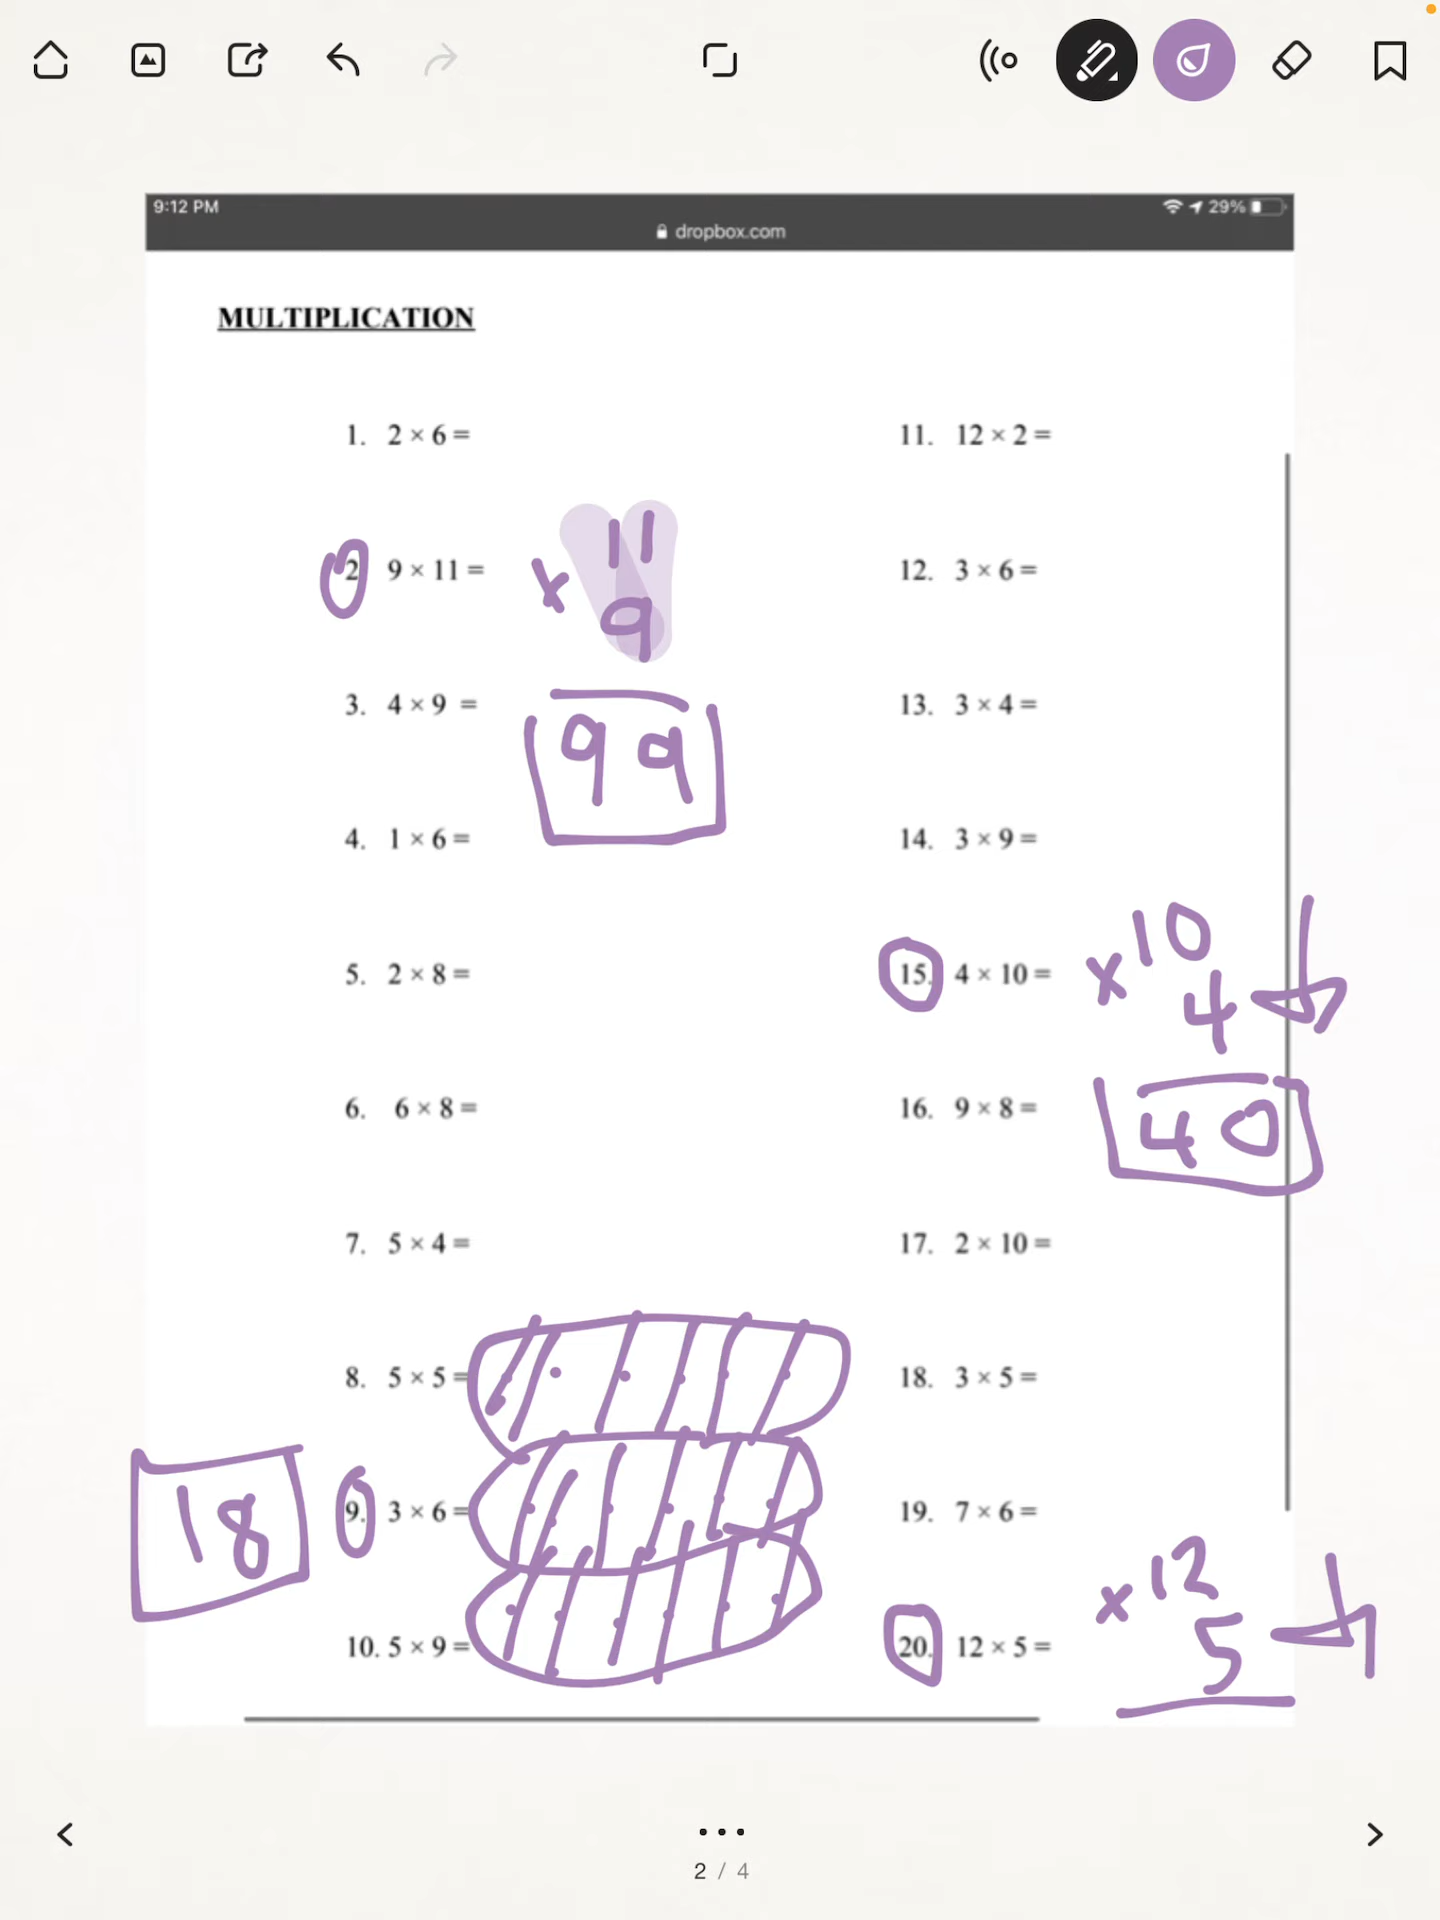 9:12 PM
29%
dropbox.com
MULTIPLICATION
1. 2 × 6 =
2 9 × 11 =
11
× 9
99
3. 4 × 9 =
4. 1 × 6 =
5. 2 × 8 =
6. 6 × 8 =
7. 5 × 4 =
8. 5 × 5 =
18
9. 3 × 6 =
10. 5 × 9 =
11. 12 × 2 =
12. 3 × 6 =
13. 3 × 4 =
14. 3 × 9 =
15. 4 × 10 =
×10
4
40
16. 9 × 8 =
17. 2 × 10 =
18. 3 × 5 =
19. 7 × 6 =
20. 12 × 5 =
×12
5
2 / 4